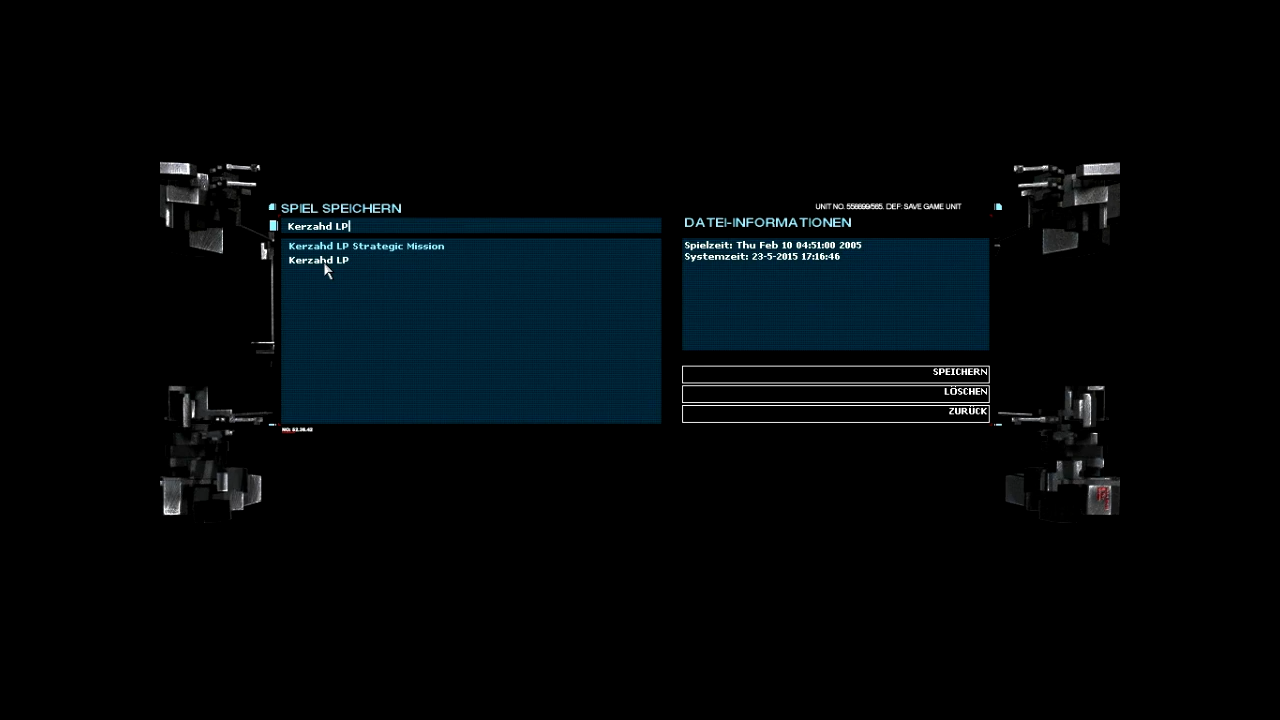 SPIEL SPEICHERN
Kerzahd LP
Kerzahd LP Strategic Mission
Kerzahd LP
UNIT NO. 558699/565. DEF. SAVE GAME UNIT
DATEI-INFORMATIONEN
Spielzeit: Thu Feb 10 04:51:00 2005
Systemzeit: 23-5-2015 17:16:46
SPEICHERN
LÖSCHEN
ZURÜCK